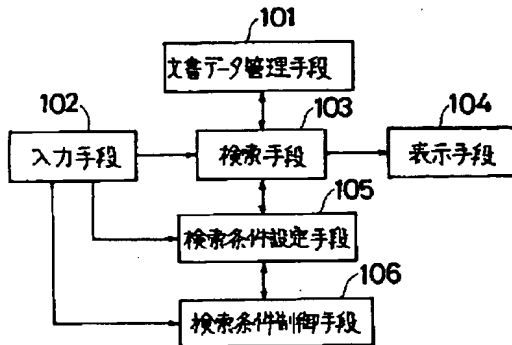 101
文書データ管理手段
102
103
104
入力手段
検索手段
表示手段
105
検索条件設定手段
106
検索条件制御手段